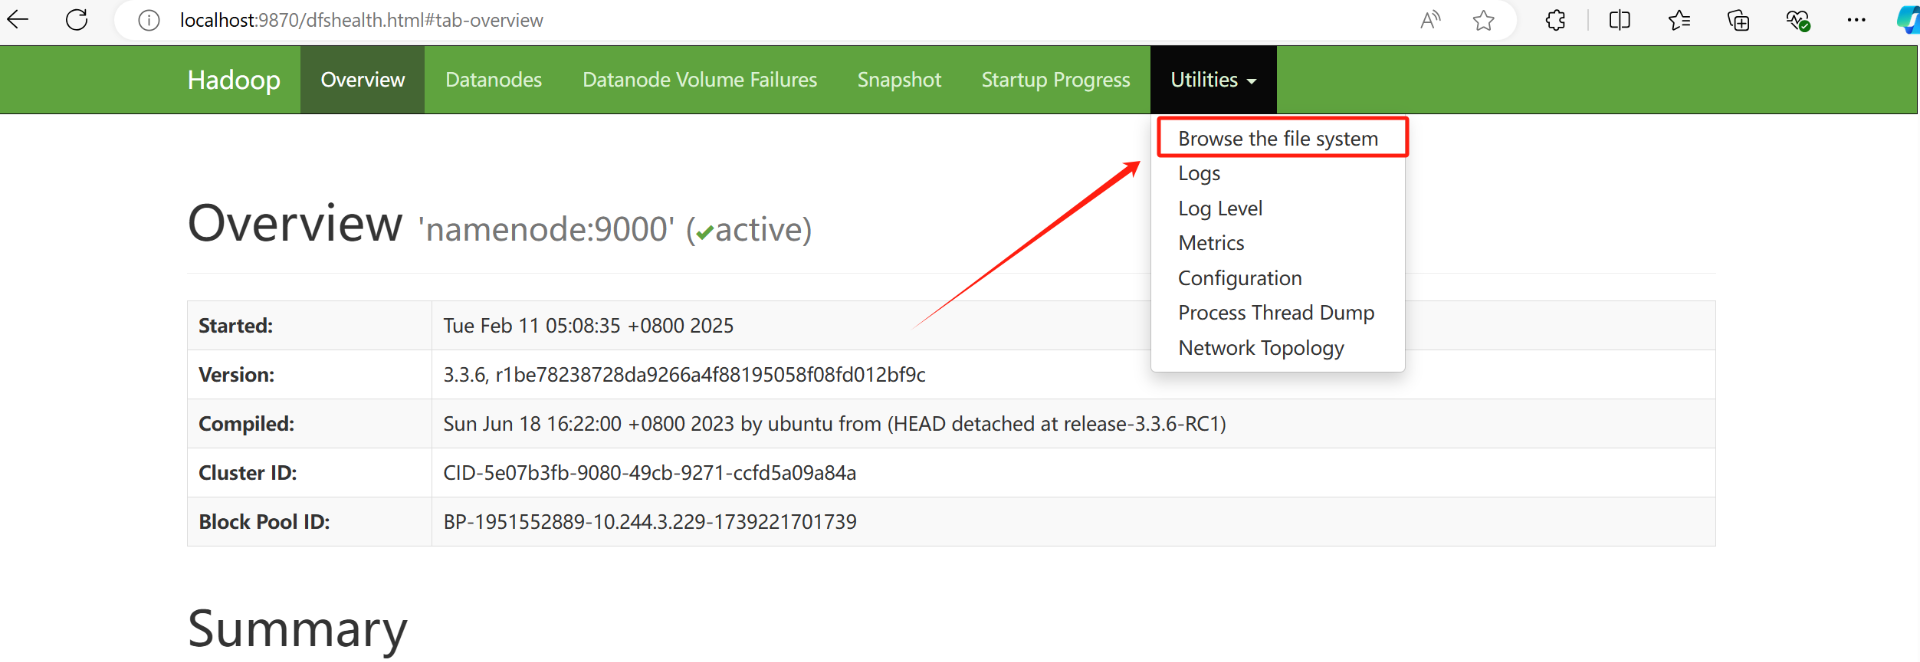 localhost:9870/dfshealth.html#tab-overview
Hadoop Overview Datanodes Datanode Volume Failures Snapshot Startup Progress Utilities
Browse the file system
Logs
Log Level
Metrics
Configuration
Process Thread Dump
Network Topology
Overview 'namenode:9000' (✔active)
Started: Tue Feb 11 05:08:35 +0800 2025
Version: 3.3.6, r1be78238728da9266a4f88195058f08fd012bf9c
Compiled: Sun Jun 18 16:22:00 +0800 2023 by ubuntu from (HEAD detached at release-3.3.6-RC1)
Cluster ID: CID-5e07b3fb-9080-49cb-9271-ccfd5a09a84a
Block Pool ID: BP-1951552889-10.244.3.229-1739221701739
Summary